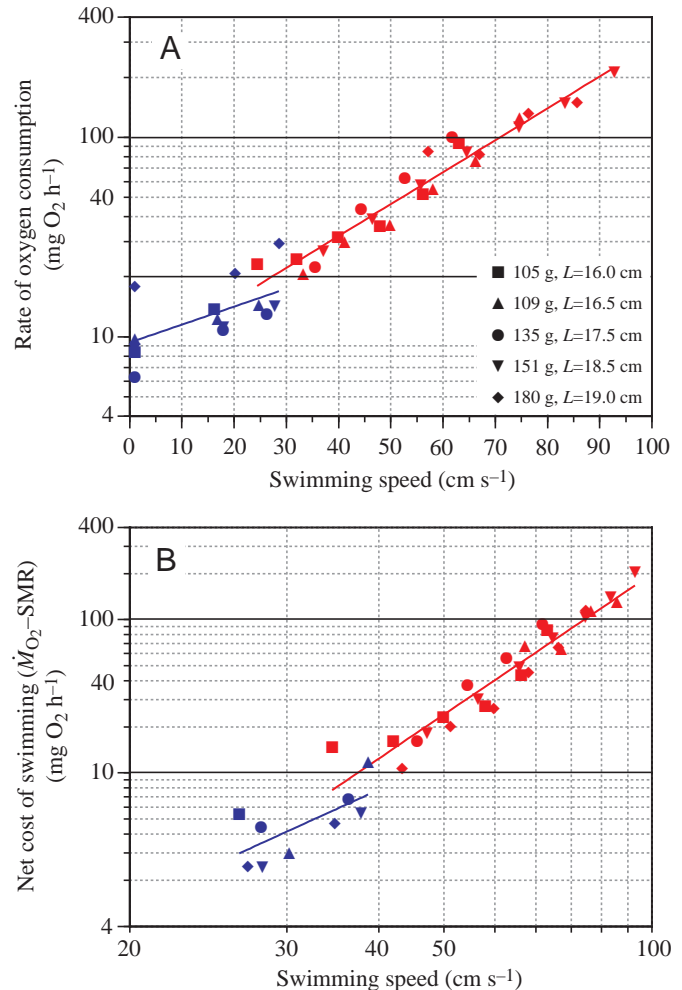 400
A
100
40
10
4
0 10 20 30 40 50 60 70 80 90 100
Rate of oxygen consumption
(mg O₂ h⁻¹)
105 g, L=16.0 cm
109 g, L=16.5 cm
135 g, L=17.5 cm
151 g, L=18.5 cm
180 g, L=19.0 cm
Swimming speed (cm s⁻¹)
400
B
100
40
10
4
20 30 40 60 100
Net cost of swimming (Ṁ_O₂–SMR)
(mg O₂ h⁻¹)
Swimming speed (cm s⁻¹)